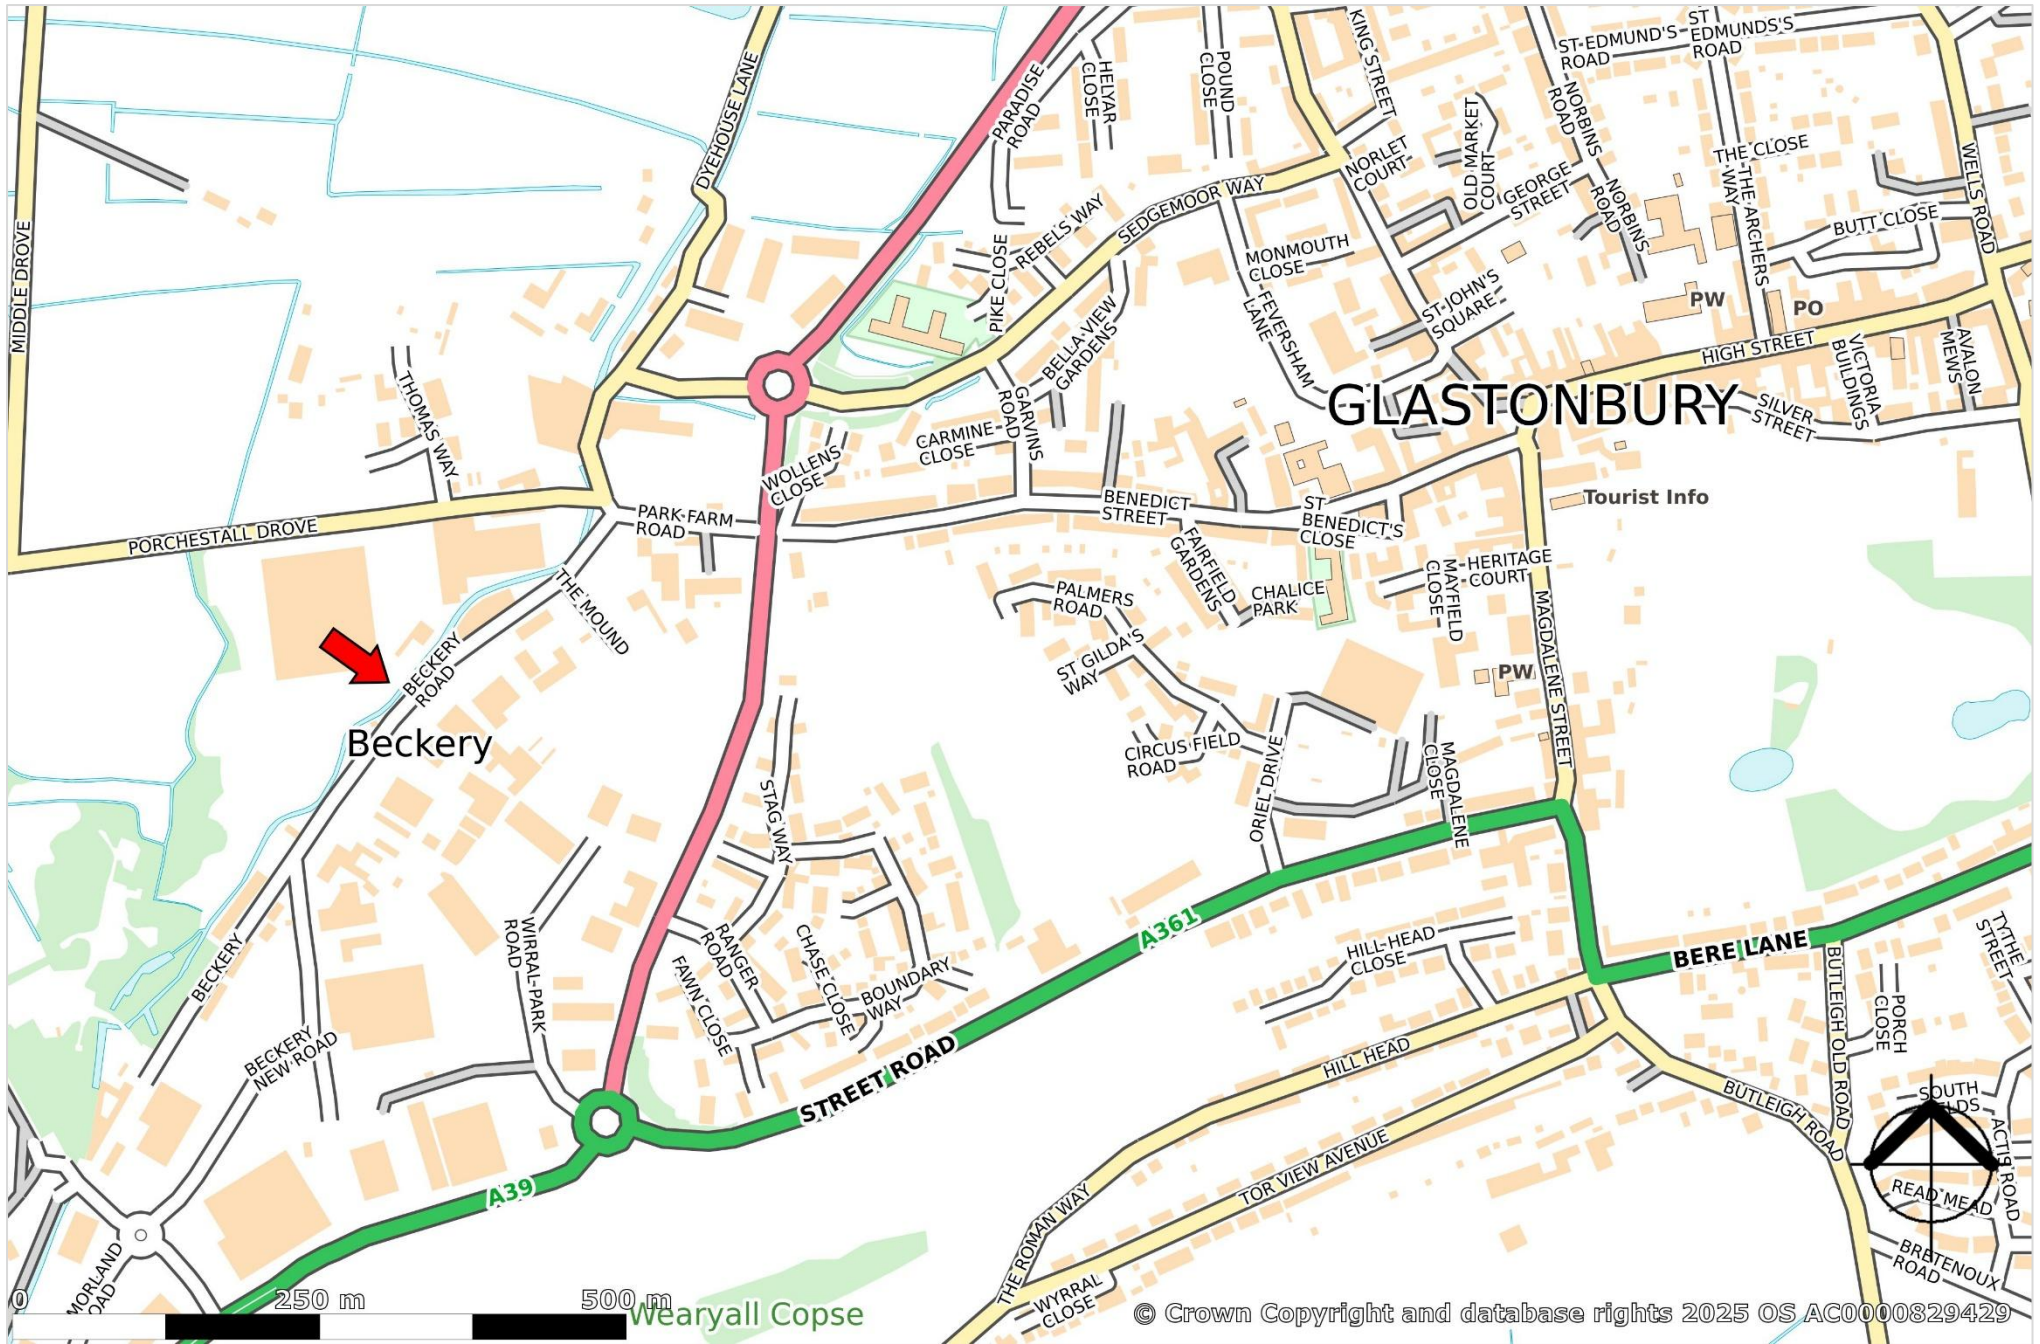 KING STREET
ST EDMUND'S
ROAD
ST
EDMUNDS'S
ROAD
DYEHOUSE LANE
PARADISE
ROAD
HELYAR
CLOSE
POUND
CLOSE
NORLET
COURT
OLD MARKET
COURT
NORBINS
ROAD
GEORGE
STREET
NORBINS
ROAD
THE CLOSE
THE ARCHERS
WAY
WELLS ROAD
BUTT CLOSE
MIDDLE DROVE
SEDGEMOOR WAY
REBELS WAY
PIKE CLOSE
MONMOUTH
CLOSE
FEVERSHAM
LANE
ST JOHN'S
SQUARE
PW
PO
BELLA VIEW
GARDENS
HIGH STREET
VICTORIA
BUILDINGS
AVALON
MEWS
THOMAS WAY
GARVINS
ROAD
CARMINE
CLOSE
GLASTONBURY
SILVER
STREET
WOLLENS
CLOSE
PORCHESTALL DROVE
PARK FARM
ROAD
BENEDICT
STREET
ST
BENEDICT'S
CLOSE
Tourist Info
THE MOUND
FAIRFIELD
GARDENS
CHALICE
PARK
HERITAGE
COURT
MAYFIELD
CLOSE
PALMERS
ROAD
ST GILDA'S
WAY
MAGDALENE STREET
PW
BECKERY
ROAD
Beckery
CIRCUS FIELD
ROAD
ORIEL DRIVE
MAGDALENE
CLOSE
STAG WAY
BECKERY
WIRRAL PARK
ROAD
RANGER
ROAD
FAWN CLOSE
CHASE CLOSE
BOUNDARY
WAY
A361
HILL HEAD
CLOSE
BERE LANE
BUTLEIGH OLD ROAD
PORCH
CLOSE
TYTHE
STREET
BECKERY
NEW ROAD
STREET ROAD
HILL HEAD
BUTLEIGH ROAD
SOUTH
ACTIS ROAD
READ MEAD
A39
TOR VIEW AVENUE
THE ROMAN WAY
WYRRAL
CLOSE
BRETENOUX
ROAD
MORLAND
ROAD
0 250 m 500 m
Wearyall Copse
© Crown Copyright and database rights 2025 OS AC0000829429